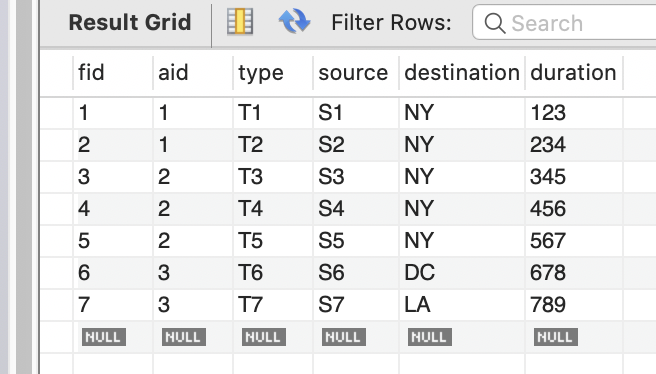 Result Grid Filter Rows: Search
fid aid type source destination duration
1 1 T1 S1 NY 123
2 1 T2 S2 NY 234
3 2 T3 S3 NY 345
4 2 T4 S4 NY 456
5 2 T5 S5 NY 567
6 3 T6 S6 DC 678
7 3 T7 S7 LA 789
NULL NULL NULL NULL NULL NULL